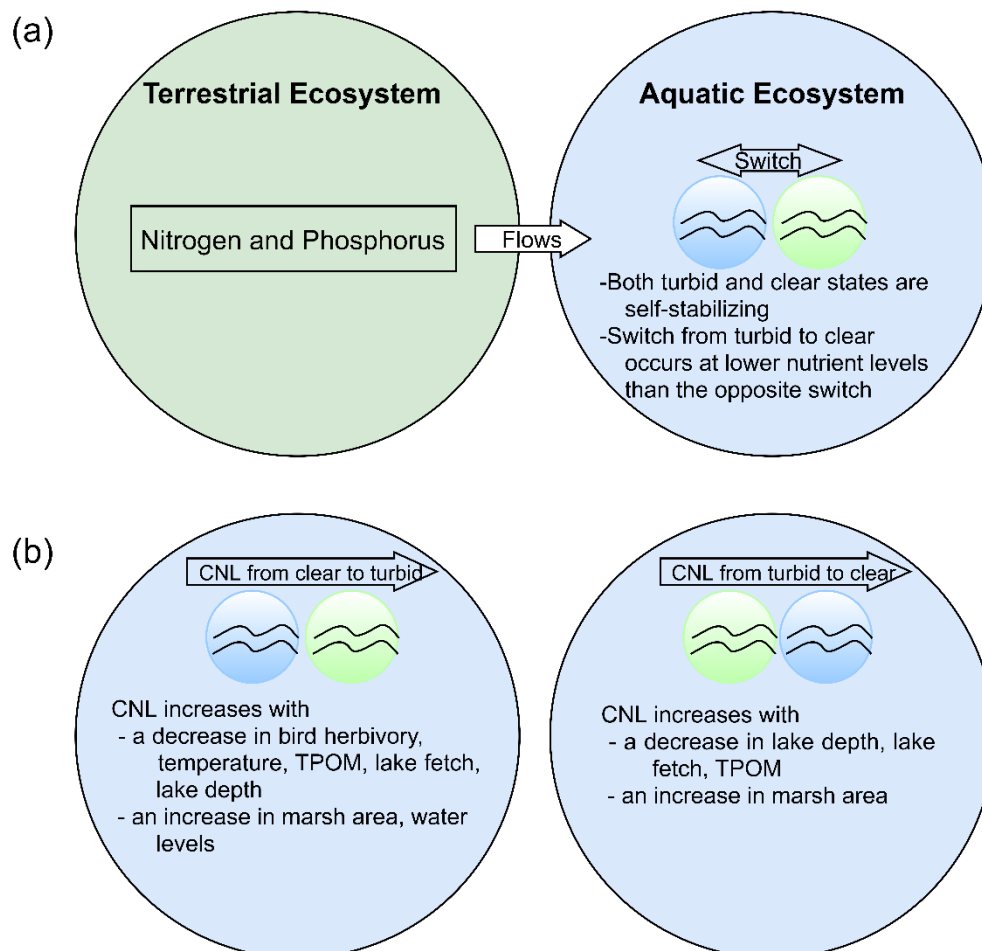 (a)
Terrestrial Ecosystem
Nitrogen and Phosphorus
Flows
Aquatic Ecosystem
Switch
-Both turbid and clear states are
self-stabilizing
-Switch from turbid to clear
occurs at lower nutrient levels
than the opposite switch
(b)
CNL from clear to turbid
CNL increases with
- a decrease in bird herbivory,
temperature, TPOM, lake fetch,
lake depth
- an increase in marsh area, water
levels
CNL from turbid to clear
CNL increases with
- a decrease in lake depth, lake
fetch, TPOM
- an increase in marsh area